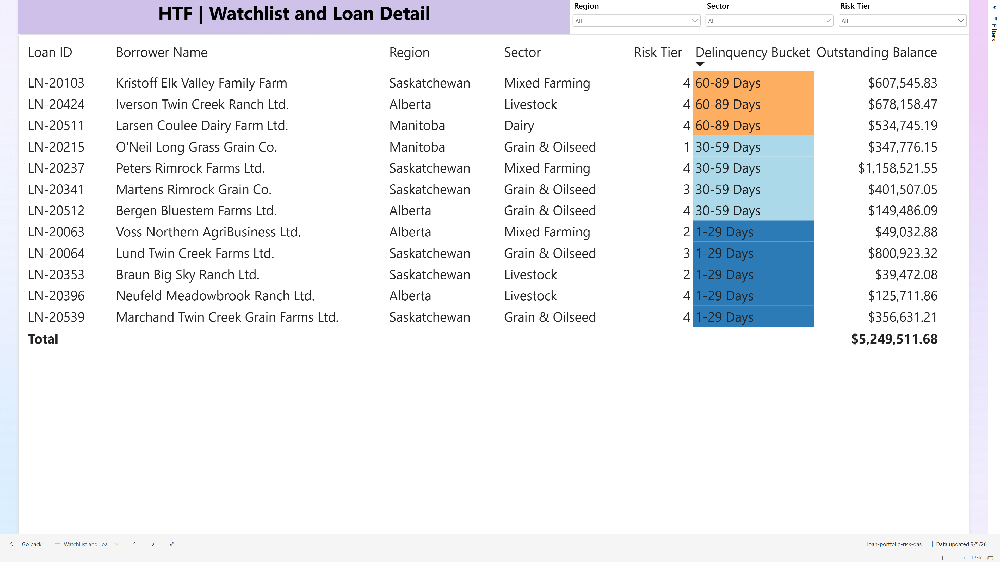 HTF | Watchlist and Loan Detail
Region Sector Risk Tier
All All All
Filters
Loan ID Borrower Name Region Sector Risk Tier Delinquency Bucket Outstanding Balance
LN-20103 Kristoff Elk Valley Family Farm Saskatchewan Mixed Farming 4 60-89 Days $607,545.83
LN-20424 Iverson Twin Creek Ranch Ltd. Alberta Livestock 4 60-89 Days $678,158.47
LN-20511 Larsen Coulee Dairy Farm Ltd. Manitoba Dairy 4 60-89 Days $534,745.19
LN-20215 O'Neil Long Grass Grain Co. Manitoba Grain & Oilseed 1 30-59 Days $347,776.15
LN-20237 Peters Rimrock Farms Ltd. Saskatchewan Mixed Farming 4 30-59 Days $1,158,521.55
LN-20341 Martens Rimrock Grain Co. Saskatchewan Grain & Oilseed 3 30-59 Days $401,507.05
LN-20512 Bergen Bluestem Farms Ltd. Alberta Grain & Oilseed 4 30-59 Days $149,486.09
LN-20063 Voss Northern AgriBusiness Ltd. Alberta Mixed Farming 2 1-29 Days $49,032.88
LN-20064 Lund Twin Creek Farms Ltd. Saskatchewan Grain & Oilseed 3 1-29 Days $800,923.32
LN-20353 Braun Big Sky Ranch Ltd. Saskatchewan Livestock 2 1-29 Days $39,472.08
LN-20396 Neufeld Meadowbrook Ranch Ltd. Alberta Livestock 4 1-29 Days $125,711.86
LN-20539 Marchand Twin Creek Grain Farms Ltd. Saskatchewan Grain & Oilseed 4 1-29 Days $356,631.21
Total $5,249,511.68
Go back WatchList and Loa... loan-portfolio-risk-das... | Data updated 9/5/26
- + 127%